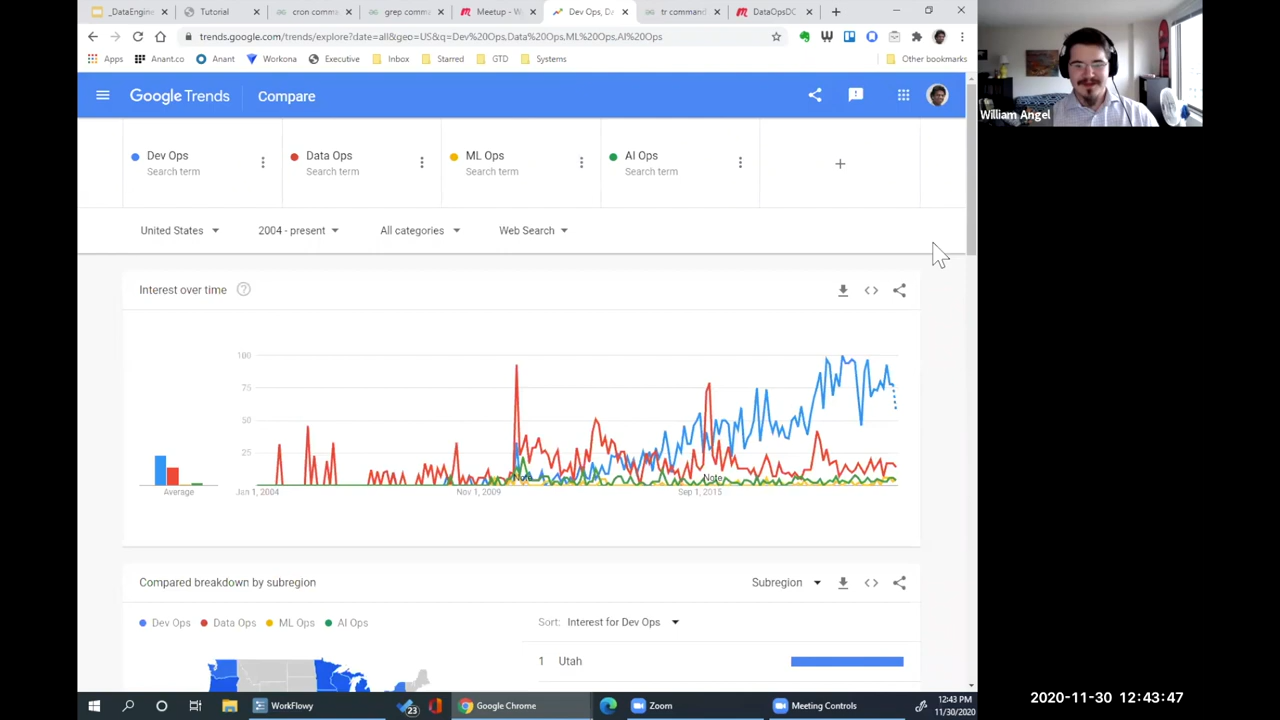 _DataEngine
Tutorial
cron comma
grep comma
Meetup - W
Dev Ops, Da
tr command
DataOpsDC
trends.google.com/trends/explore?date=all&geo=US&q=Dev%20Ops,Data%20Ops,ML%20Ops,AI%20Ops
Apps
Anant.co
Anant
Workona
Executive
Inbox
Starred
GTD
Systems
Other bookmarks
Google Trends
Compare
William Angel
Dev Ops
Search term
Data Ops
Search term
ML Ops
Search term
AI Ops
Search term
United States
2004 - present
All categories
Web Search
Interest over time
100
75
50
25
Note
Note
Average
Jan 1, 2004
Nov 1, 2009
Sep 1, 2015
Compared breakdown by subregion
Subregion
Dev Ops
Data Ops
ML Ops
AI Ops
Sort: Interest for Dev Ops
1 Utah
WorkFlowy
23
Google Chrome
Zoom
Meeting Controls
12:43 PM
11/30/2020
2020-11-30 12:43:47